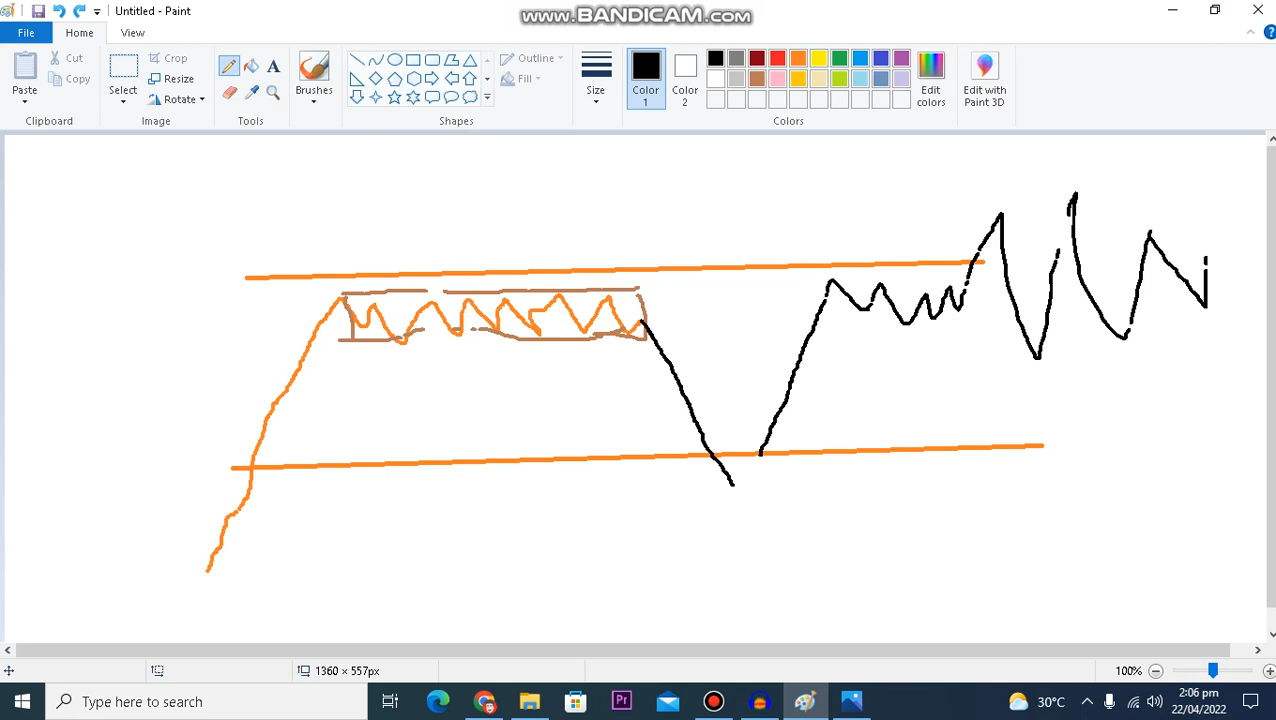 Untitled - Paint
www.BANDICAM.com
File
Home
View
Paste
Cut
Copy
Clipboard
Select
Crop
Resize
Rotate
Image
Tools
Brushes
Shapes
Outline
Fill
Size
Color 1
Color 2
Edit colors
Edit with Paint 3D
Colors
1360 × 557px
100%
Type here to search
Pr
30°C
2:06 pm
22/04/2022